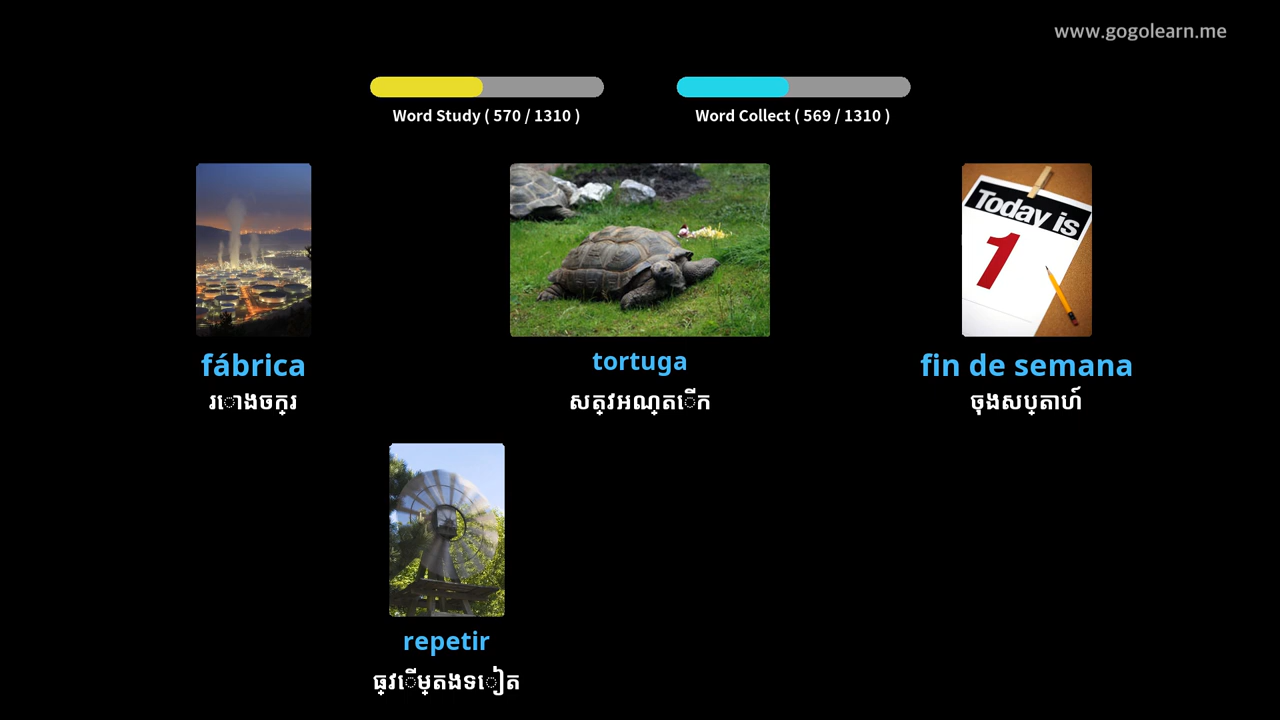 www.gogolearn.me
Word Study ( 570 / 1310 )
Word Collect ( 569 / 1310 )
Today is
1
fábrica
រោងចក្រ
tortuga
សត្វអណ្តើក
fin de semana
ចុងសប្តាហ៍
repetir
ធ្វើម្តងទៀត